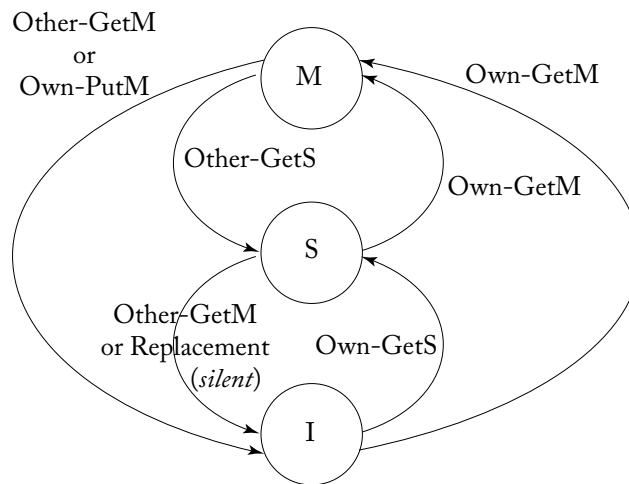 Other-GetM
or
Own-PutM
M
Own-GetM
Other-GetS
Own-GetM
S
Other-GetM
or Replacement
(silent)
Own-GetS
I